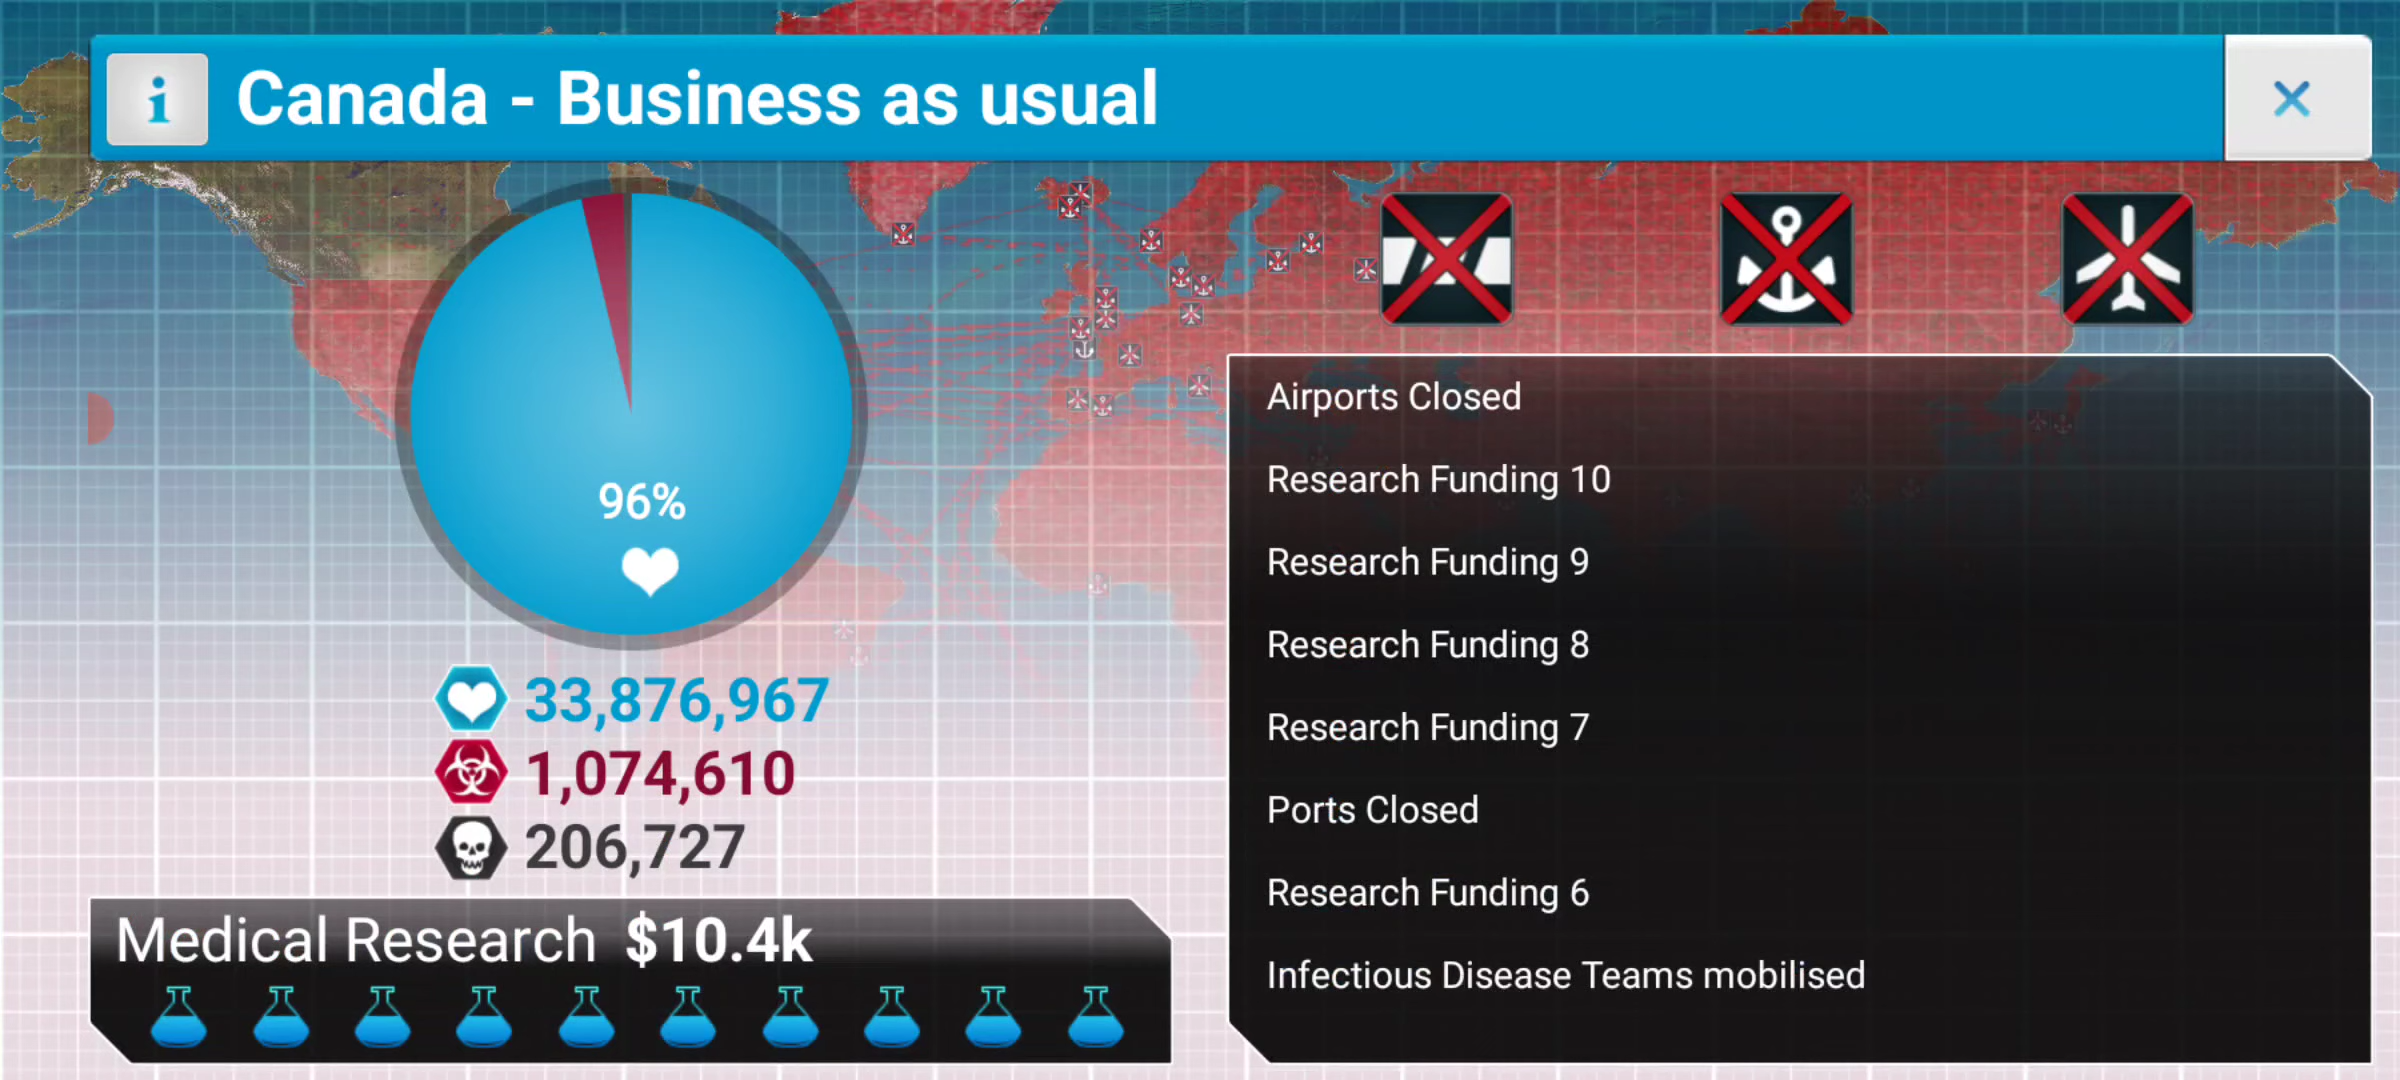 i
Canada - Business as usual
96%
33,876,967
1,074,610
206,727
Medical Research $10.4k
Airports Closed
Research Funding 10
Research Funding 9
Research Funding 8
Research Funding 7
Ports Closed
Research Funding 6
Infectious Disease Teams mobilised